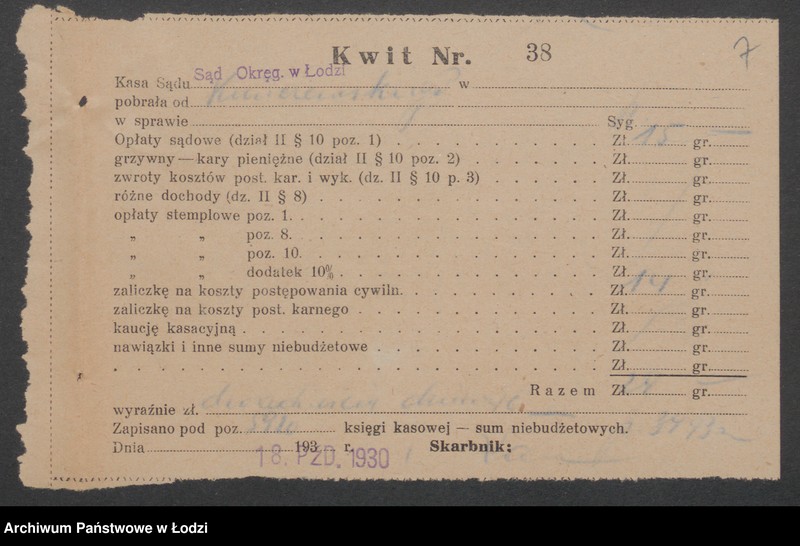 Kwit Nr. 38
7
Kasa Sądu Sąd Okręg. w Łodzi w
pobrała od
w sprawie Syg
Opłaty sądowe (dział II § 10 poz. 1) Zł. 15 gr.
grzywny — kary pieniężne (dział II § 10 poz. 2) Zł. gr.
zwroty kosztów post. kar. i wyk. (dz. II § 10 p. 3) Zł. gr.
różne dochody (dz. II § 8) Zł. gr.
opłaty stemplowe poz. 1. Zł. gr.
„ „ poz. 8. Zł. gr.
„ „ poz. 10. Zł. gr.
„ „ dodatek 10% Zł. gr.
zaliczkę na koszty postępowania cywiln. Zł. 14 gr.
zaliczkę na koszty post. karnego Zł. gr.
kaucję kasacyjną Zł. gr.
nawiązki i inne sumy niebudżetowe Zł. gr.
Zł. gr.
Razem Zł. gr.
wyraźnie zł.
Zapisano pod poz. księgi kasowej — sum niebudżetowych.
Dnia 193 r. Skarbnik:
18. PZD. 1930
Archiwum Państwowe w Łodzi